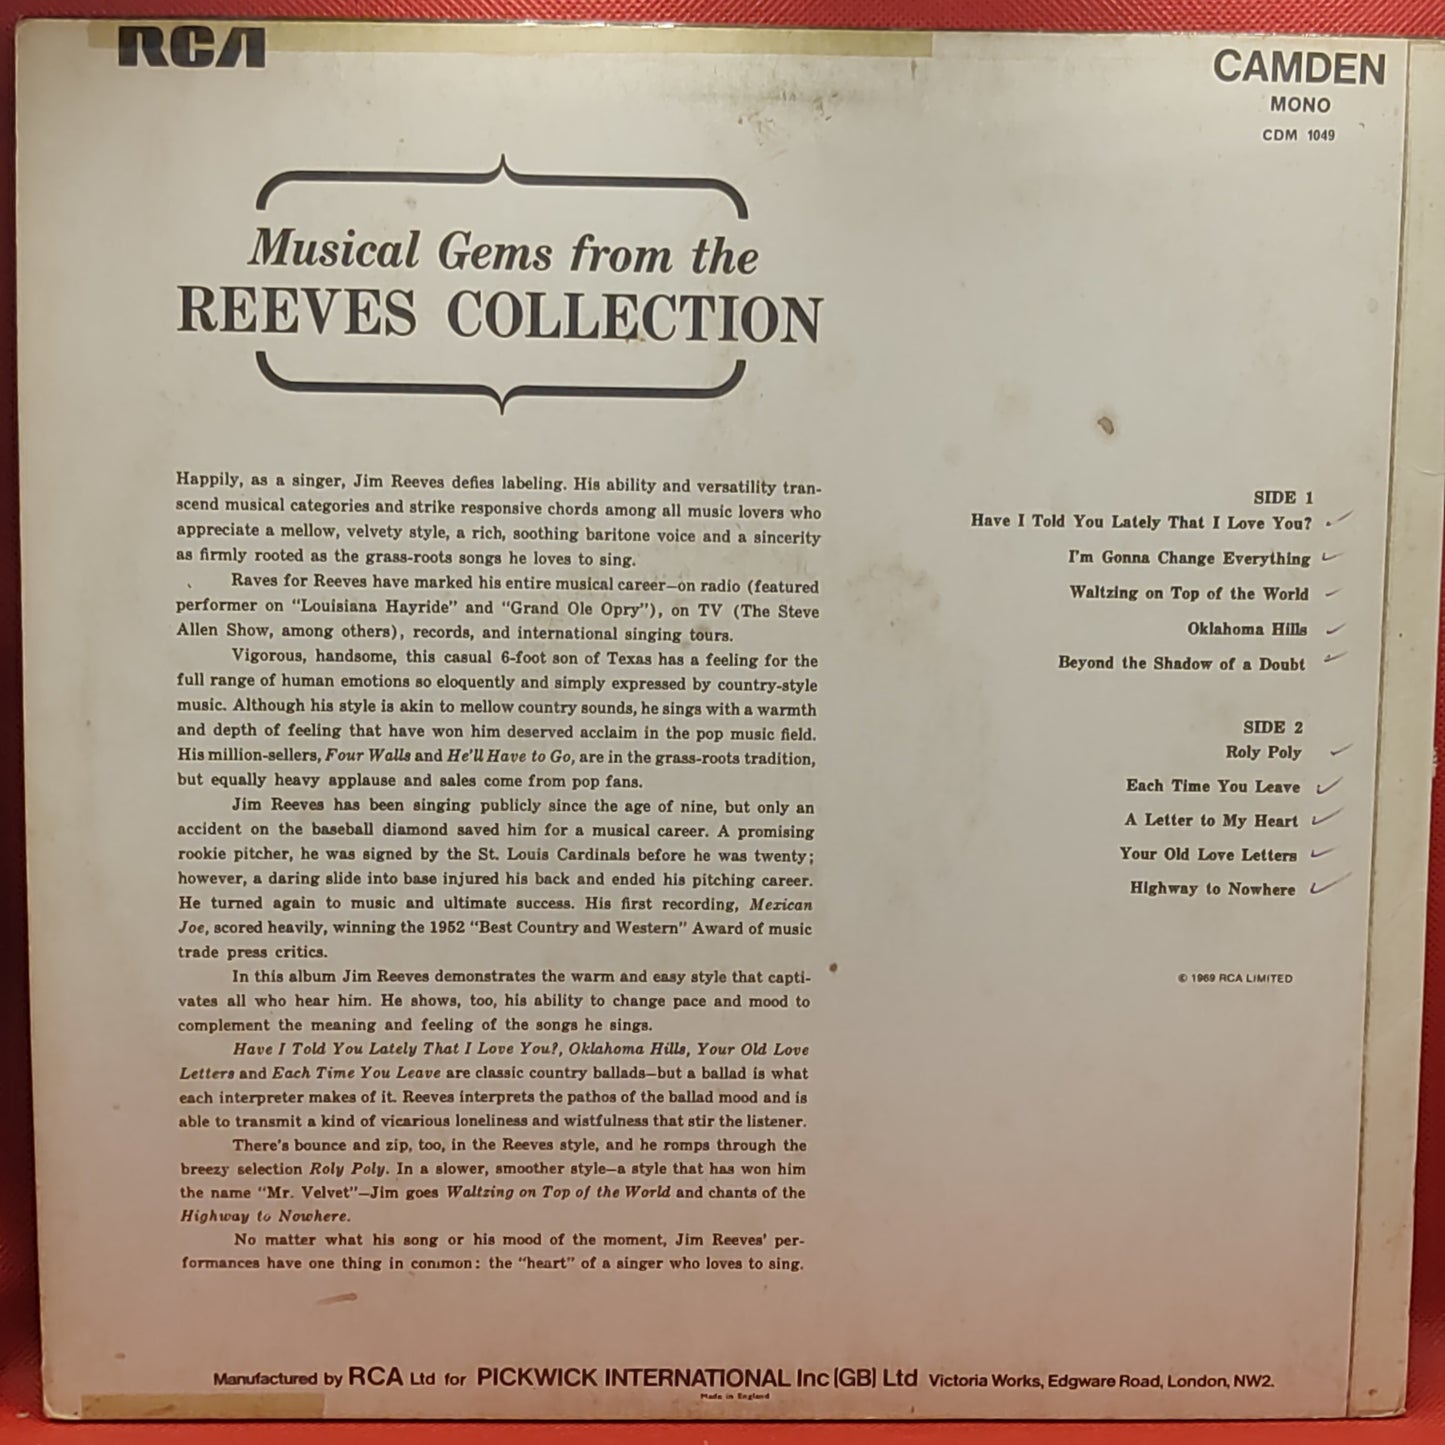 RCA
CAMDEN
MONO
CDM 1049
Musical Gems from the
REEVES COLLECTION
Happily, as a singer, Jim Reeves defies labeling. His ability and versatility tran-
scend musical categories and strike responsive chords among all music lovers who
appreciate a mellow, velvety style, a rich, soothing baritone voice and a sincerity
as firmly rooted as the grass-roots songs he loves to sing.
Raves for Reeves have marked his entire musical career—on radio (featured
performer on "Louisiana Hayride" and "Grand Ole Opry"), on TV (The Steve
Allen Show, among others), records, and international singing tours.
Vigorous, handsome, this casual 6-foot son of Texas has a feeling for the
full range of human emotions so eloquently and simply expressed by country-style
music. Although his style is akin to mellow country sounds, he sings with a warmth
and depth of feeling that have won him deserved acclaim in the pop music field.
His million-sellers, Four Walls and He'll Have to Go, are in the grass-roots tradition,
but equally heavy applause and sales come from pop fans.
Jim Reeves has been singing publicly since the age of nine, but only an
accident on the baseball diamond saved him for a musical career. A promising
rookie pitcher, he was signed by the St. Louis Cardinals before he was twenty;
however, a daring slide into base injured his back and ended his pitching career.
He turned again to music and ultimate success. His first recording, Mexican
Joe, scored heavily, winning the 1952 "Best Country and Western" Award of music
trade press critics.
In this album Jim Reeves demonstrates the warm and easy style that capti-
vates all who hear him. He shows, too, his ability to change pace and mood to
complement the meaning and feeling of the songs he sings.
Have I Told You Lately That I Love You?, Oklahoma Hills, Your Old Love
Letters and Each Time You Leave are classic country ballads—but a ballad is what
each interpreter makes of it. Reeves interprets the pathos of the ballad mood and is
able to transmit a kind of vicarious loneliness and wistfulness that stir the listener.
There's bounce and zip, too, in the Reeves style, and he romps through the
breezy selection Roly Poly. In a slower, smoother style—a style that has won him
the name "Mr. Velvet"—Jim goes Waltzing on Top of the World and chants of the
Highway to Nowhere.
No matter what his song or his mood of the moment, Jim Reeves' per-
formances have one thing in common: the "heart" of a singer who loves to sing.
SIDE 1
Have I Told You Lately That I Love You?
I'm Gonna Change Everything
Waltzing on Top of the World
Oklahoma Hills
Beyond the Shadow of a Doubt
SIDE 2
Roly Poly
Each Time You Leave
A Letter to My Heart
Your Old Love Letters
Highway to Nowhere
© 1969 RCA LIMITED
Manufactured by RCA Ltd for PICKWICK INTERNATIONAL Inc (GB) Ltd Victoria Works, Edgware Road, London, NW2.
Made in England